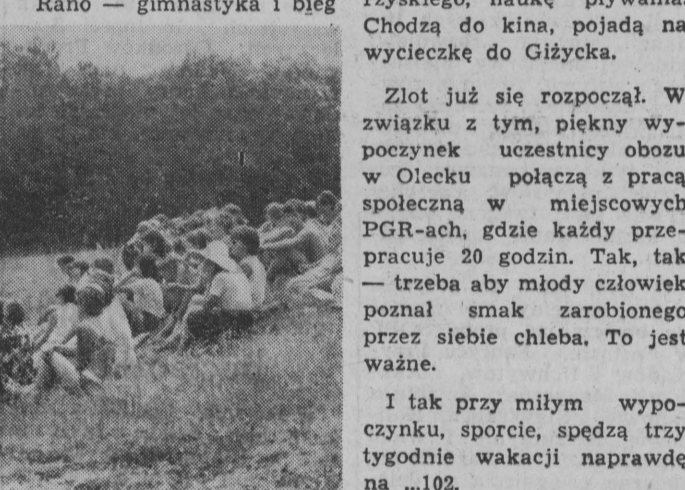 Rano — gimnastyka i bieg
rzyskiego, naukę pływania.
Chodzą do kina, pojadą na
wycieczkę do Giżycka.
Zlot już się rozpoczął. W
związku z tym, piękny wy-
poczynek uczestnicy obozu
w Olecku połączą z pracą
społeczną w miejscowych
PGR-ach, gdzie każdy prze-
pracuje 20 godzin. Tak, tak
— trzeba aby młody człowiek
poznał smak zarobionego
przez siebie chleba. To jest
ważne.
I tak przy miłym wypo-
czynku, sporcie, spędzą trzy
tygodnie wakacji naprawdę
na ...102.